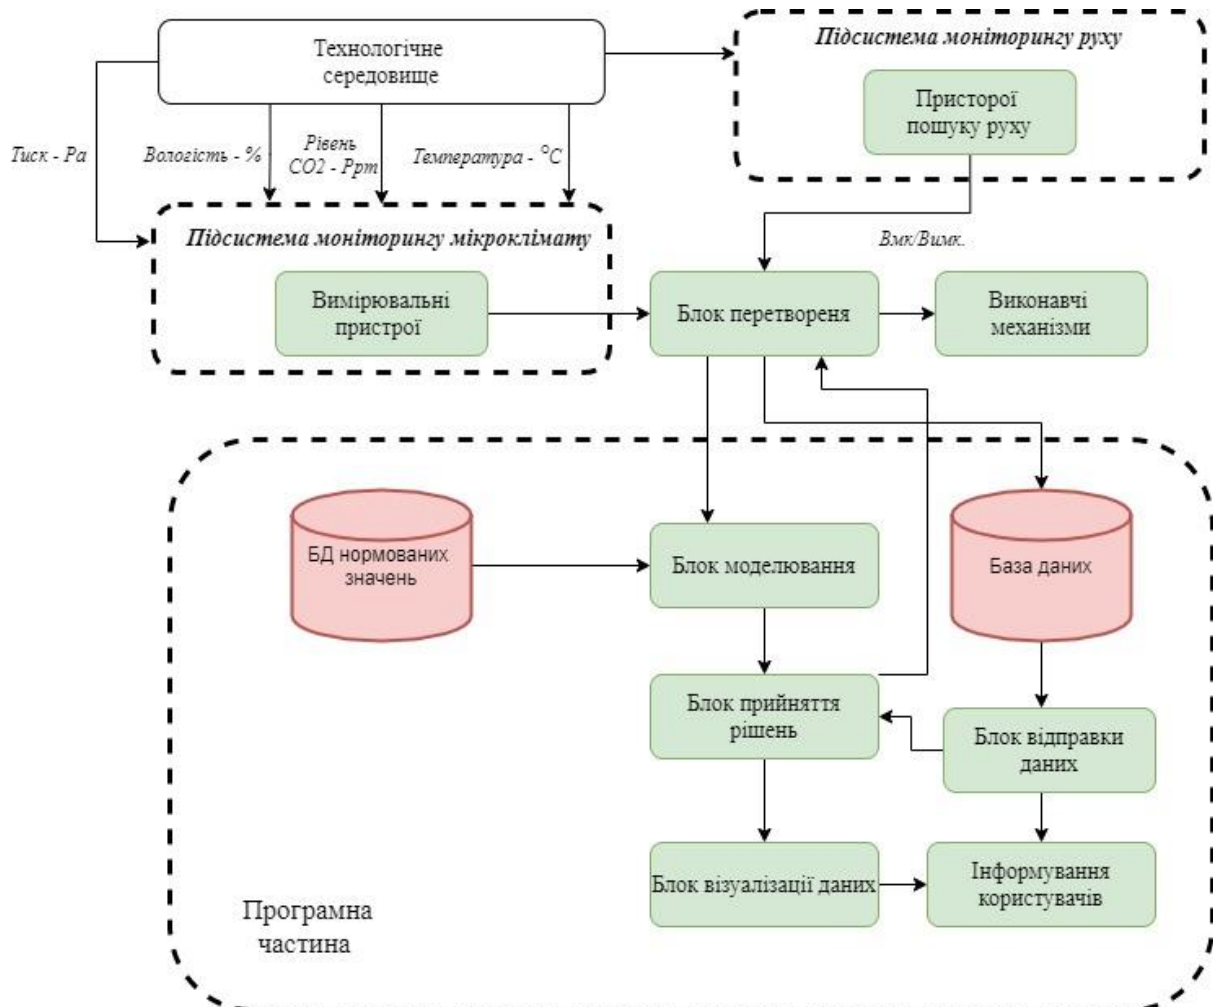 Технологічне
середовище
Підсистема моніторингу руху
Присторої
пошуку руху
Тиск - Ра
Вологість - %
Рівень
СО2 - Ppm
Температура - °C
Підсистема моніторингу мікроклімату
Вмк/Вимк.
Вимірювальні
пристрої
Блок перетвореня
Виконавчі
механізми
БД нормованих
значень
Блок моделювання
База даних
Блок прийняття
рішень
Блок відправки
даних
Блок візуалізації даних
Інформування
користувачів
Програмна
частина